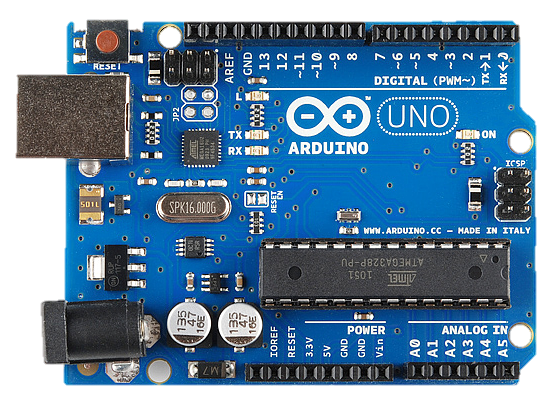 RESET
AREF
GND
13
12
~11
~10
~9
8
7
~6
~5
4
~3
2
TX→1
RX←0
DIGITAL (PWM~)
JP2
L
TX
RX
ARDUINO
UNO
TM
ON
ICSP
RESET
EN
SPK16.000G
501L
WWW.ARDUINO.CC - MADE IN ITALY
ATMEL
ATMEGA328P-PU
1051
135
147
16E
135
147
16E
M7
POWER
ANALOG IN
IOREF
RESET
3.3V
5V
GND
GND
Vin
A0
A1
A2
A3
A4
A5